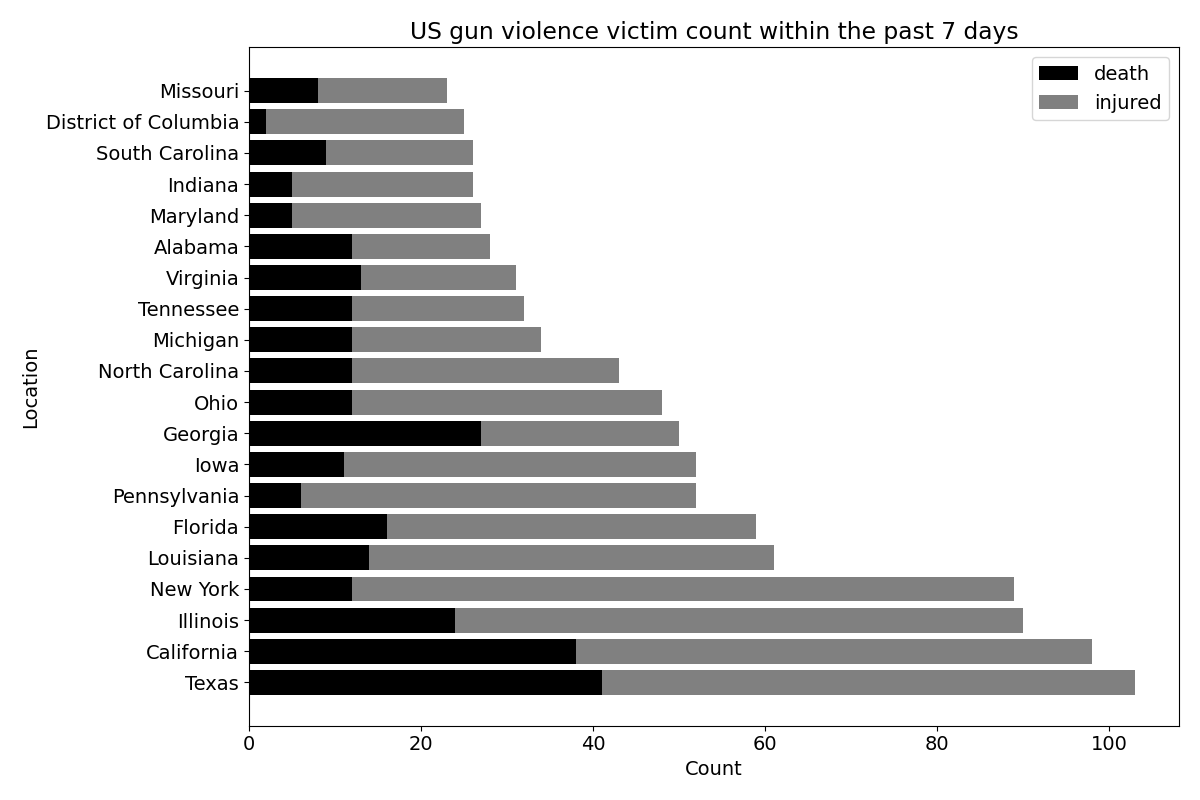 US gun violence victim count within the past 7 days
death
injured
Missouri
District of Columbia
South Carolina
Indiana
Maryland
Alabama
Virginia
Tennessee
Michigan
North Carolina
Ohio
Georgia
Iowa
Pennsylvania
Florida
Louisiana
New York
Illinois
California
Texas
Location
0 20 40 60 80 100
Count